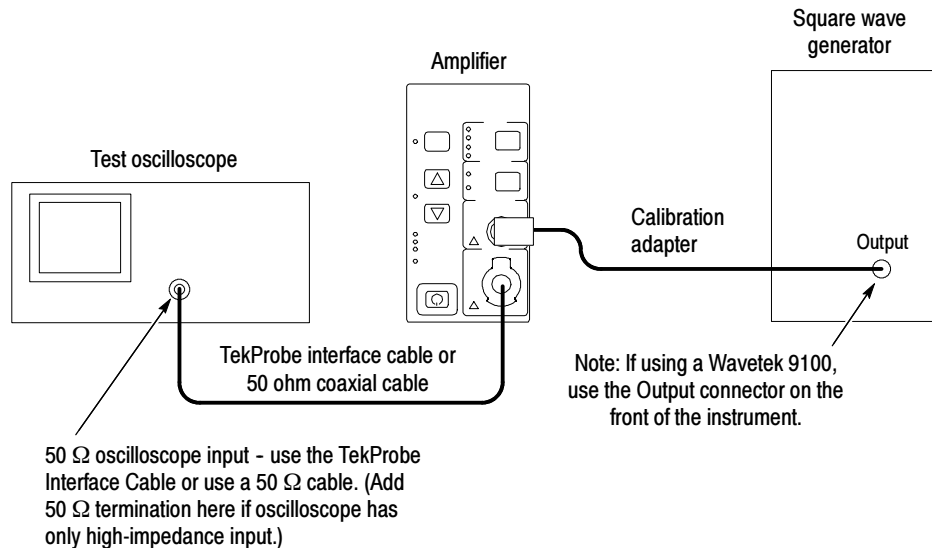 Square wave
generator
Amplifier
Test oscilloscope
Calibration
adapter
Output
TekProbe interface cable or
50 ohm coaxial cable
Note: If using a Wavetek 9100,
use the Output connector on the
front of the instrument.
50 Ω oscilloscope input - use the TekProbe
Interface Cable or use a 50 Ω cable. (Add
50 Ω termination here if oscilloscope has
only high-impedance input.)